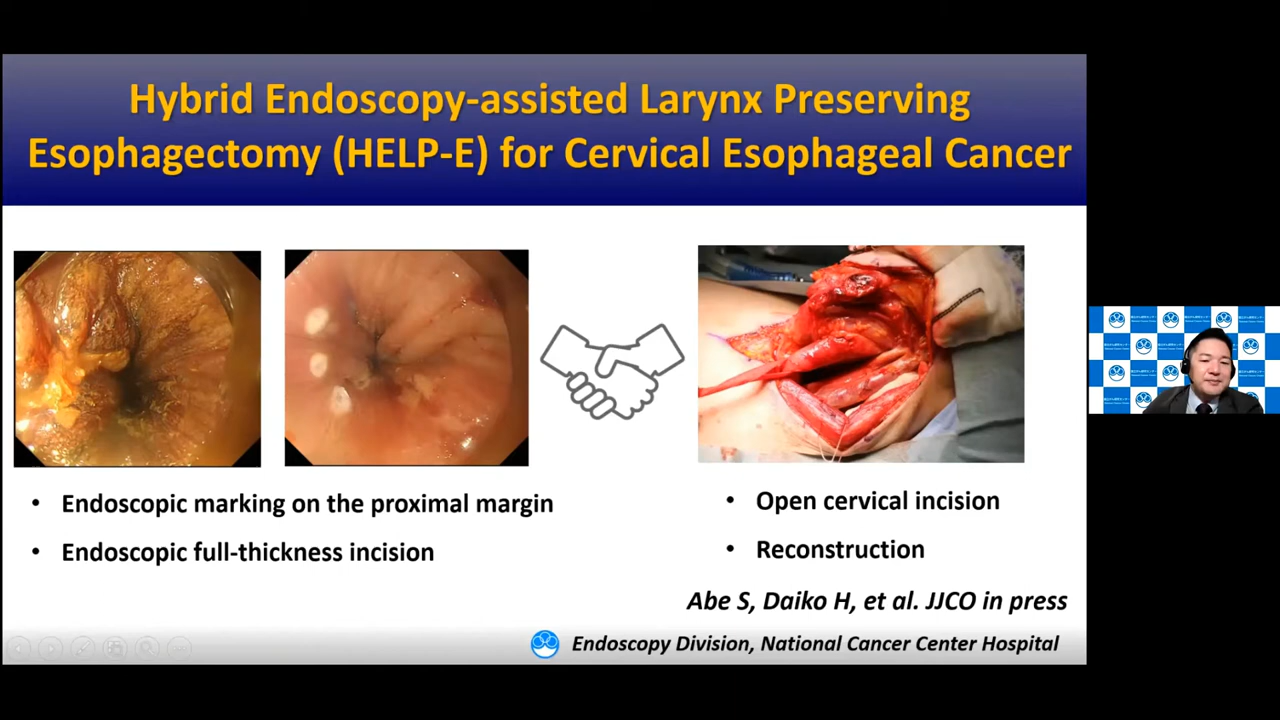 Hybrid Endoscopy-assisted Larynx Preserving
Esophagectomy (HELP-E) for Cervical Esophageal Cancer
• Endoscopic marking on the proximal margin
• Endoscopic full-thickness incision
• Open cervical incision
• Reconstruction
Abe S, Daiko H, et al. JJCO in press
Endoscopy Division, National Cancer Center Hospital